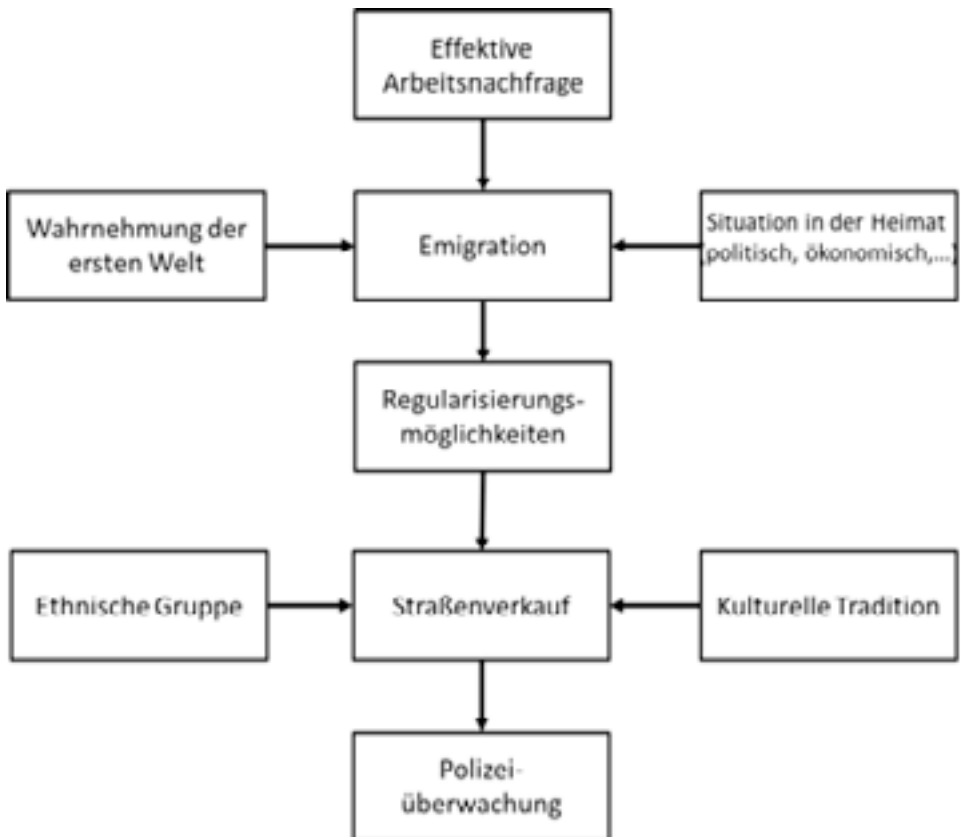 Effektive
Arbeitsnachfrage
Wahrnehmung der
ersten Welt
Emigration
Situation in der Heimat
(politisch, ökonomisch,...)
Regularisierungs-
möglichkeiten
Ethnische Gruppe
Straßenverkauf
Kulturelle Tradition
Polizei-
überwachung